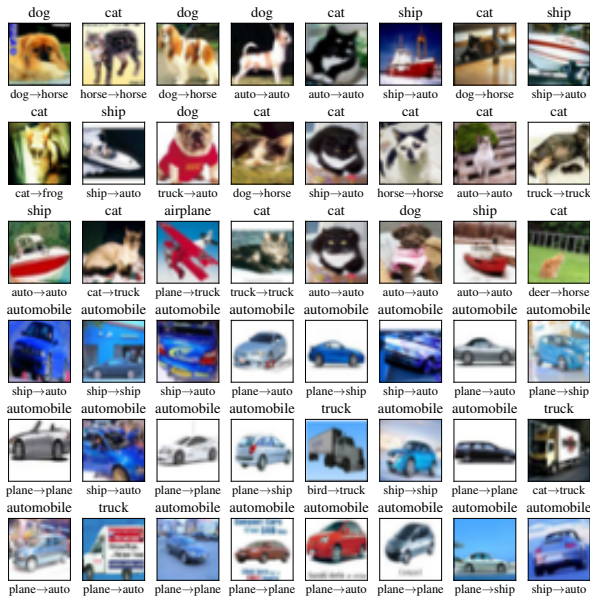 dog cat dog dog cat ship cat ship
dog→horse horse→horse dog→horse auto→auto auto→auto ship→auto dog→horse ship→auto
cat ship dog cat cat cat cat cat
cat→frog ship→auto truck→auto dog→horse ship→auto horse→horse auto→auto truck→truck
ship cat airplane cat cat dog ship cat
auto→auto cat→truck plane→truck truck→truck auto→auto auto→auto auto→auto deer→horse
automobile automobile automobile automobile automobile automobile automobile automobile
ship→auto ship→ship ship→auto plane→auto plane→ship ship→auto plane→auto plane→ship
automobile automobile automobile automobile truck automobile automobile truck
plane→plane ship→auto plane→plane plane→ship bird→truck ship→ship plane→plane cat→truck
automobile truck automobile automobile automobile automobile automobile automobile
plane→auto plane→auto plane→plane plane→plane plane→auto plane→plane plane→ship ship→auto